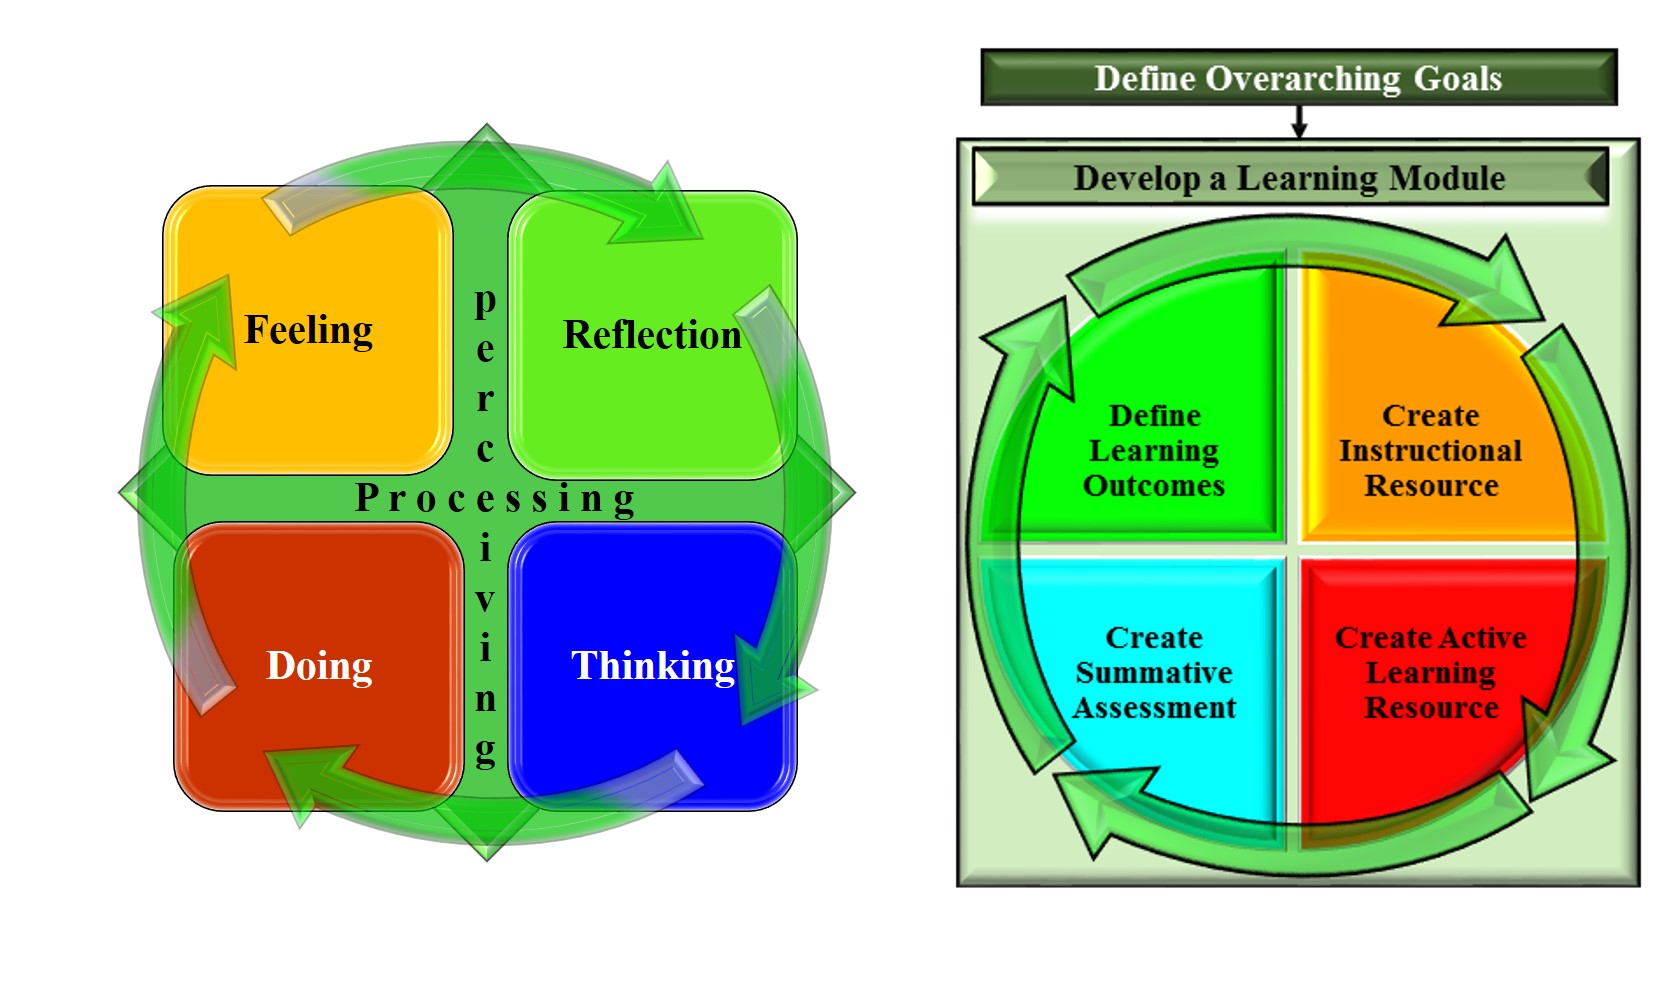 Feeling
Reflection
perceiving
Processing
Doing
Thinking
Define Overarching Goals
Develop a Learning Module
Define
Learning
Outcomes
Create
Instructional
Resource
Create
Summative
Assessment
Create Active
Learning
Resource